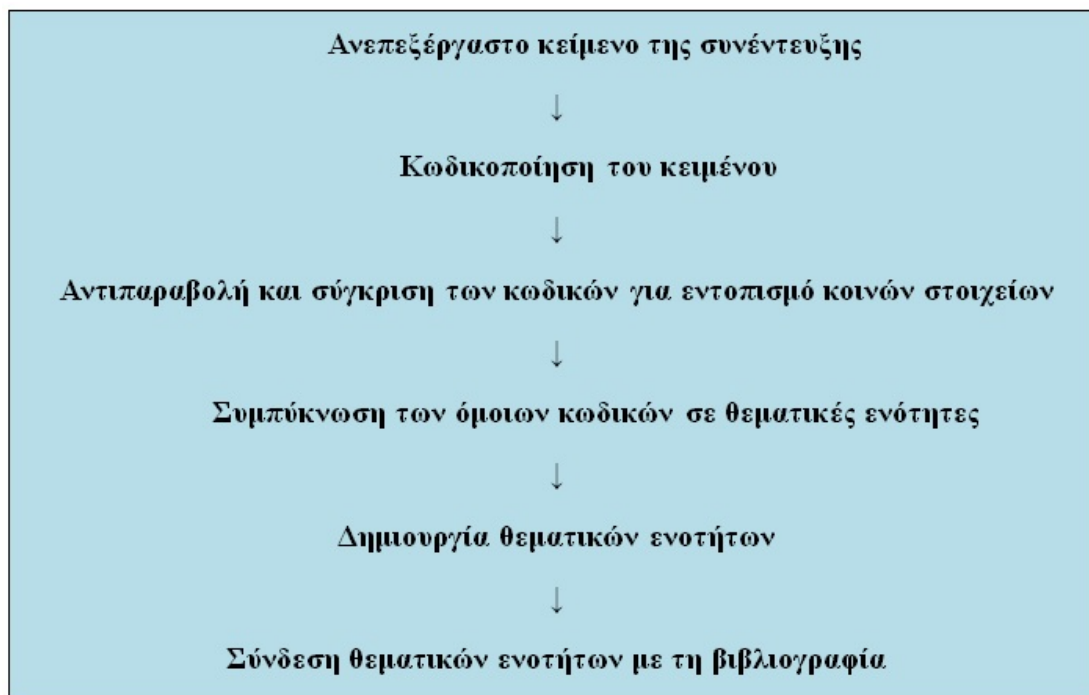 Ανεπεξέργαστο κείμενο της συνέντευξης
↓
Κωδικοποίηση του κειμένου
↓
Αντιπαραβολή και σύγκριση των κωδικών για εντοπισμό κοινών στοιχείων
↓
Συμπύκνωση των όμοιων κωδικών σε θεματικές ενότητες
↓
Δημιουργία θεματικών ενοτήτων
↓
Σύνδεση θεματικών ενοτήτων με τη βιβλιογραφία